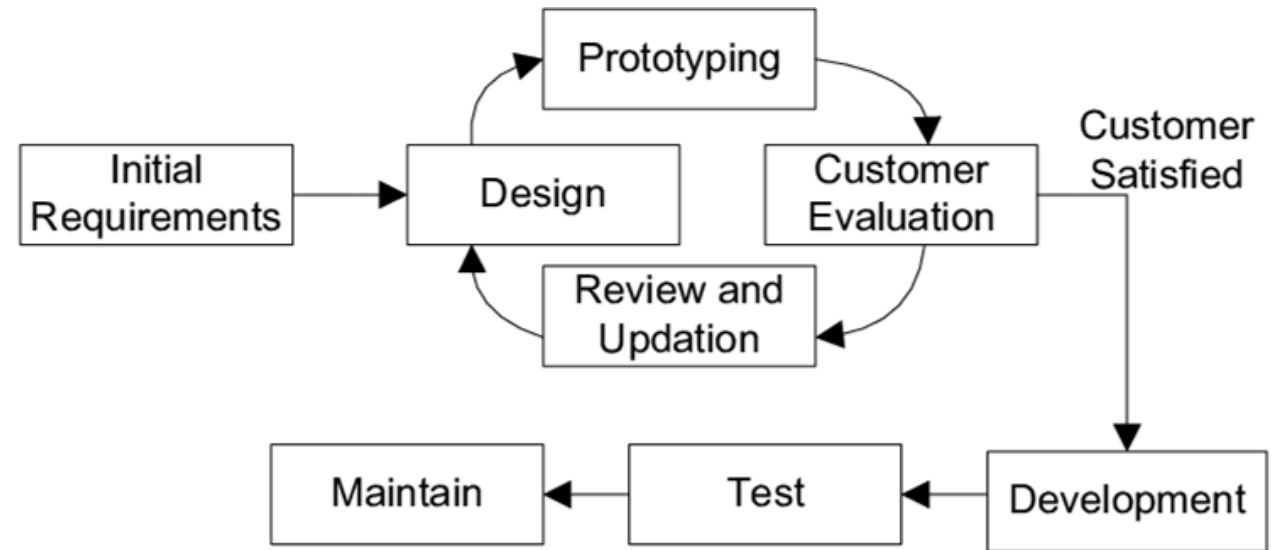 Prototyping
Customer
Satisfied
Initial
Requirements
Design
Customer
Evaluation
Review and
Updation
Maintain
Test
Development